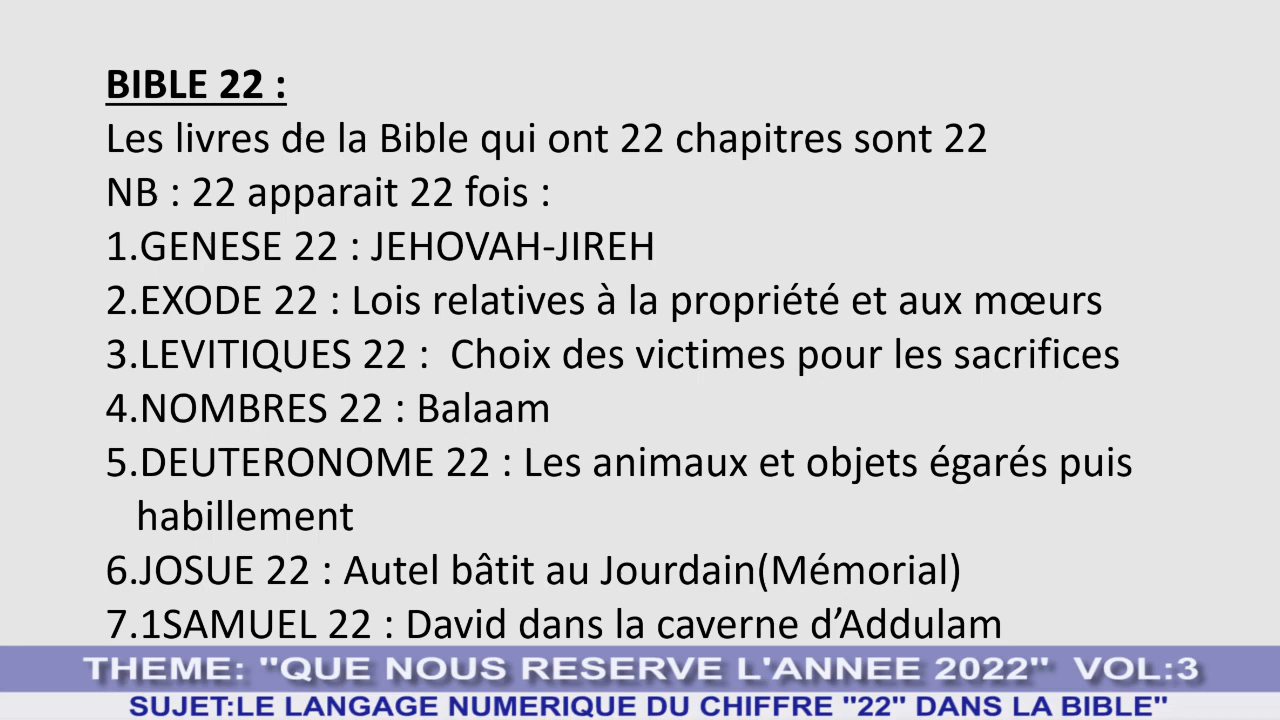 BIBLE 22 :
Les livres de la Bible qui ont 22 chapitres sont 22
NB : 22 apparait 22 fois :
1.GENESE 22 : JEHOVAH-JIREH
2.EXODE 22 : Lois relatives à la propriété et aux mœurs
3.LEVITIQUES 22 :  Choix des victimes pour les sacrifices
4.NOMBRES 22 : Balaam
5.DEUTERONOME 22 : Les animaux et objets égarés puis
habillement
6.JOSUE 22 : Autel bâtit au Jourdain(Mémorial)
7.1SAMUEL 22 : David dans la caverne d’Addulam
THEME: "QUE NOUS RESERVE L'ANNEE 2022"  VOL:3
SUJET:LE LANGAGE NUMERIQUE DU CHIFFRE "22" DANS LA BIBLE"